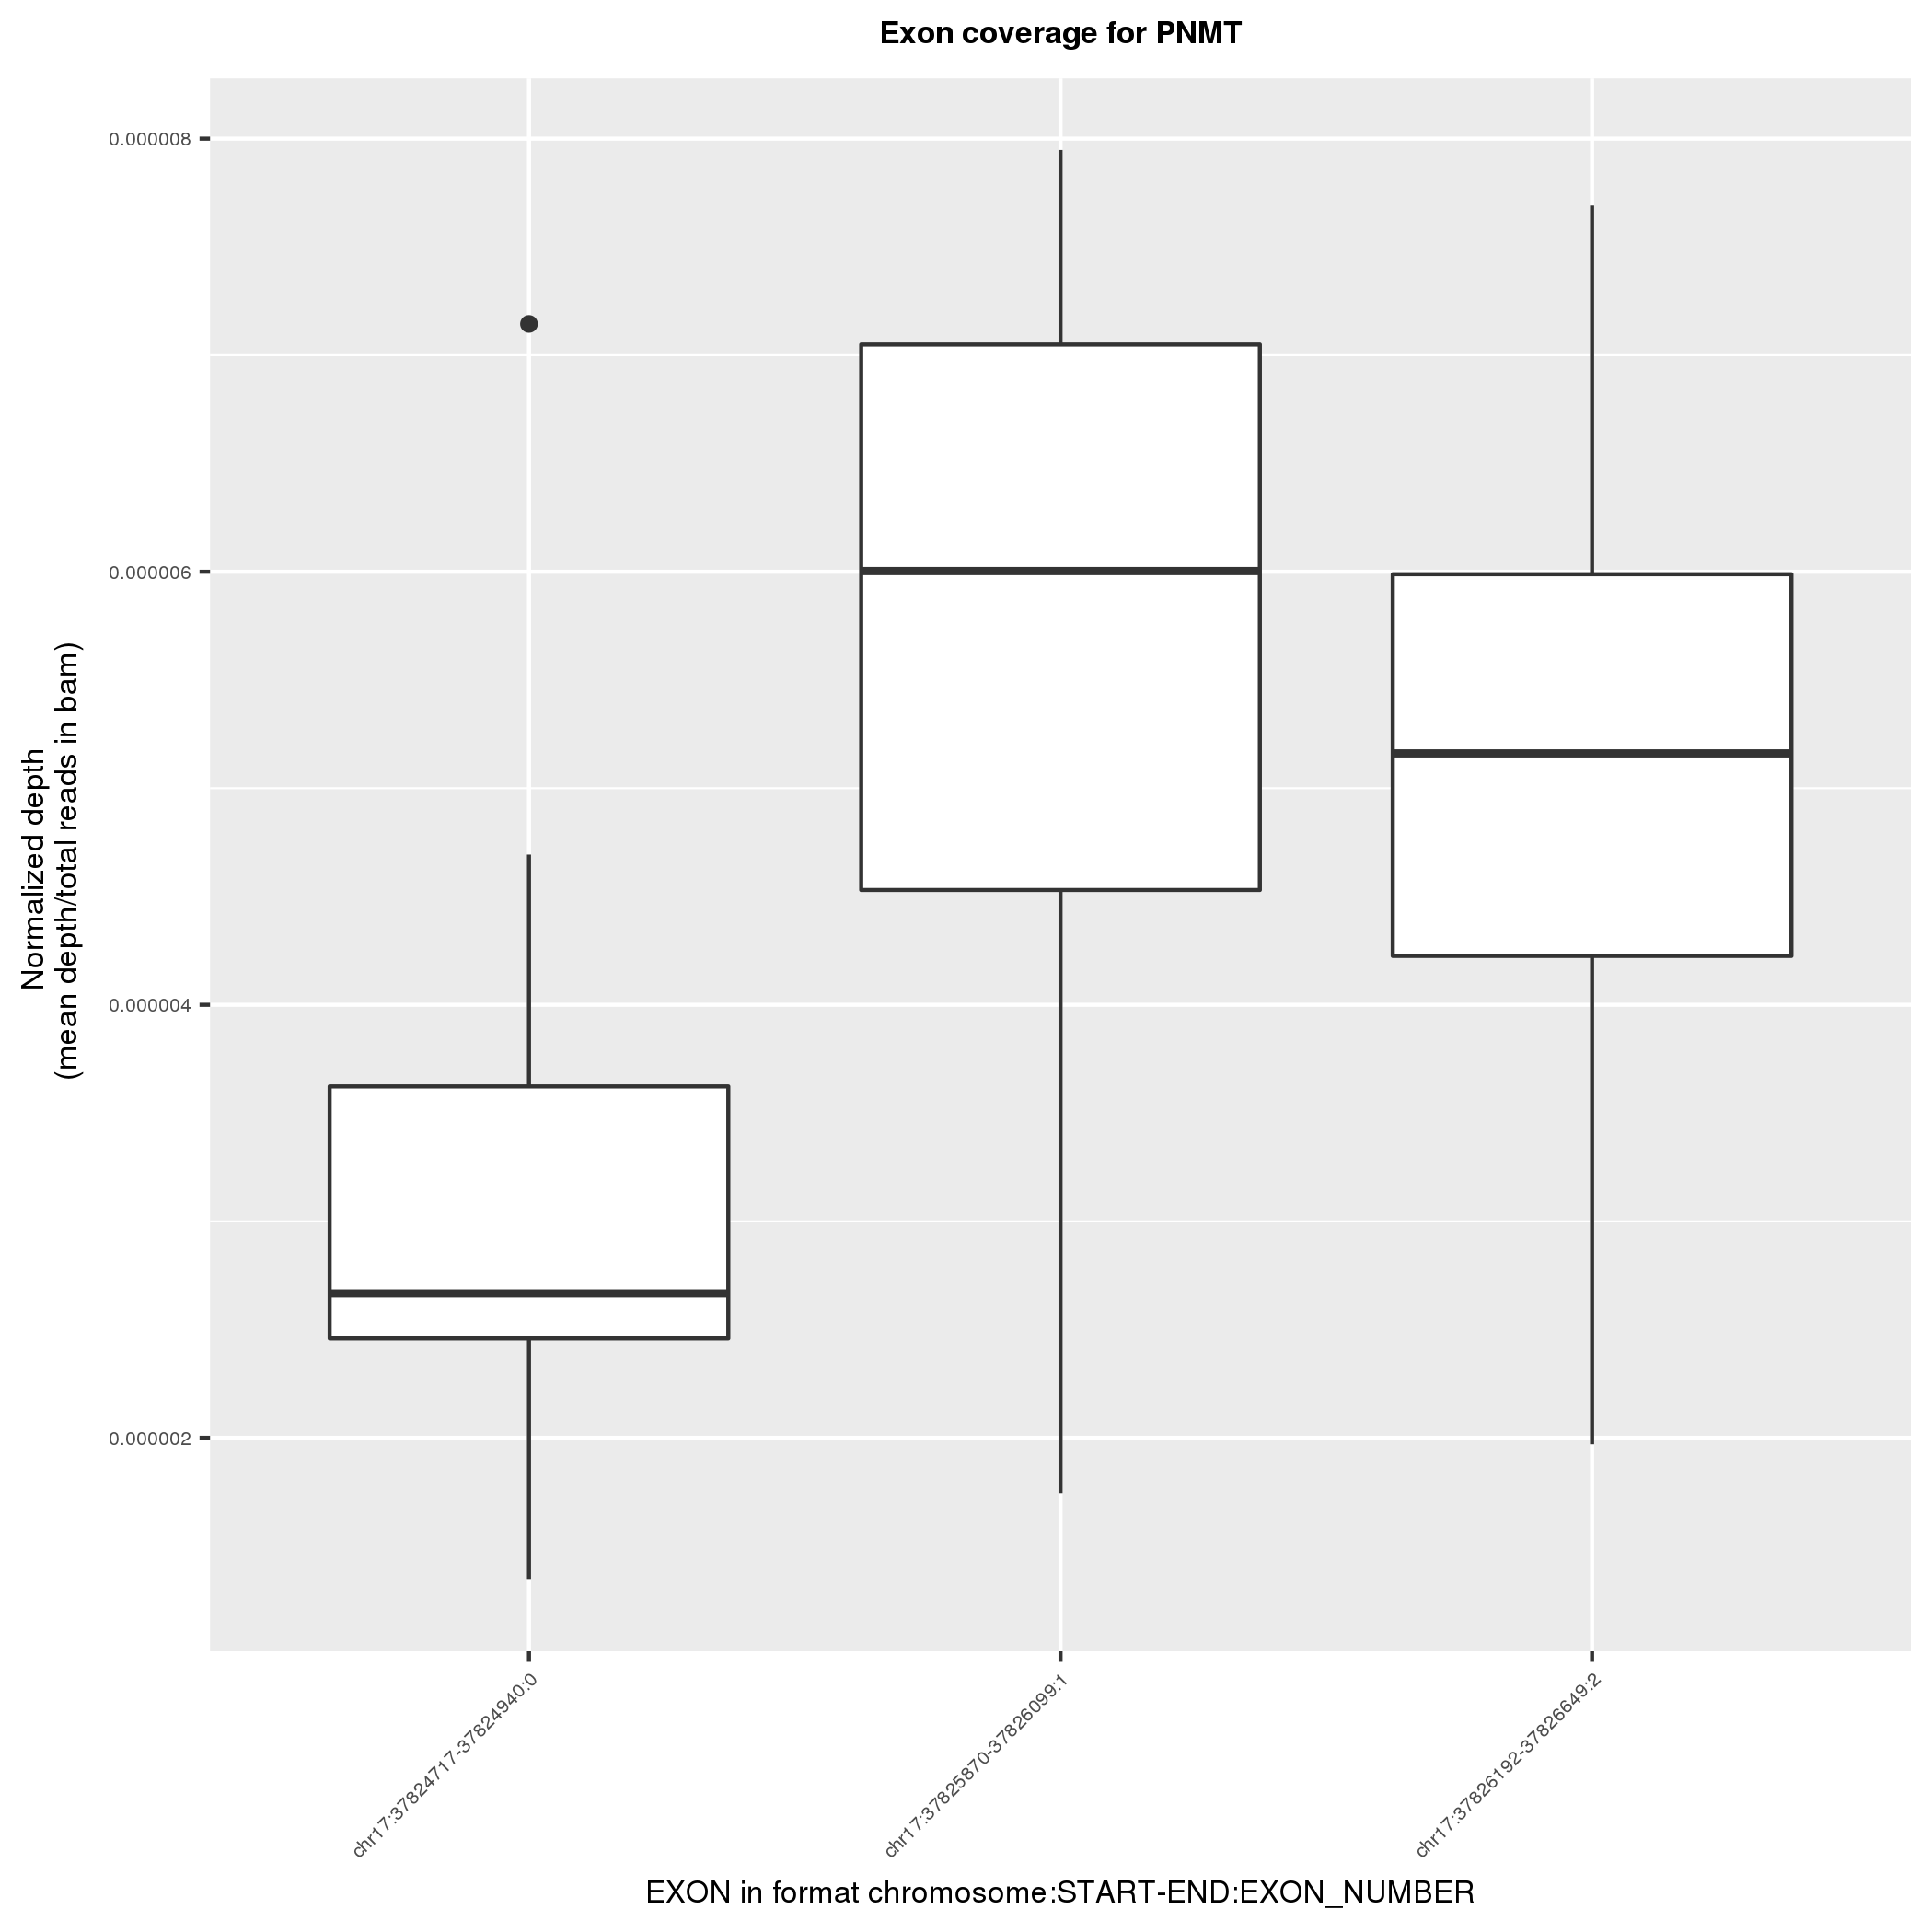 Exon coverage for PNMT
0.000008
0.000006
0.000004
0.000002
Normalized depth
(mean depth/total reads in bam)
chr17:37824717-37824940:0
chr17:37825870-37826099:1
chr17:37826192-37826649:2
EXON in format chromosome:START-END:EXON_NUMBER